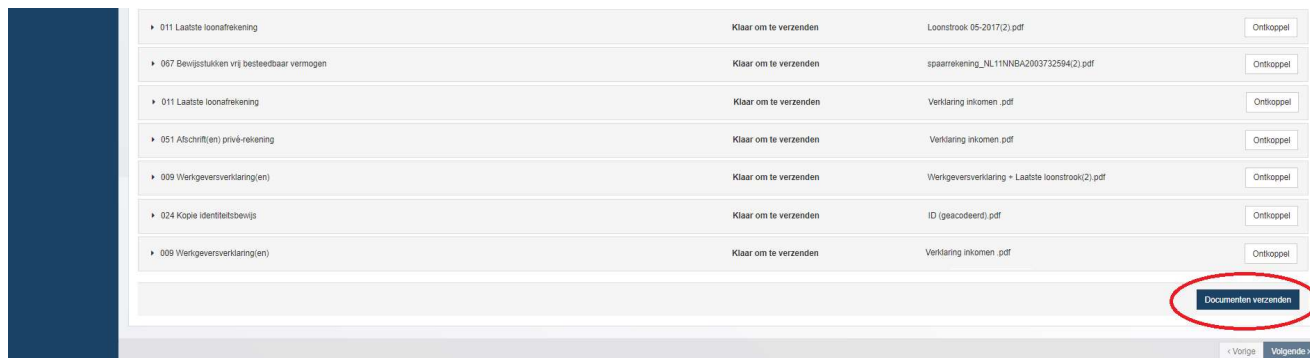 011 Laatste loonafrekening Klaar om te verzenden Loonstrook 05-2017(2).pdf Ontkoppel
067 Bewijsstukken vrij besteedbaar vermogen Klaar om te verzenden spaarrekening_NL11NNBA2003732594(2).pdf Ontkoppel
011 Laatste loonafrekening Klaar om te verzenden Verklaring inkomen .pdf Ontkoppel
051 Afschrift(en) privé-rekening Klaar om te verzenden Verklaring inkomen .pdf Ontkoppel
009 Werkgeversverklaring(en) Klaar om te verzenden Werkgeversverklaring + Laatste loonstrook(2).pdf Ontkoppel
024 Kopie identiteitsbewijs Klaar om te verzenden ID (geacodeerd).pdf Ontkoppel
009 Werkgeversverklaring(en) Klaar om te verzenden Verklaring inkomen .pdf Ontkoppel
Documenten verzenden
‹ Vorige Volgende ›